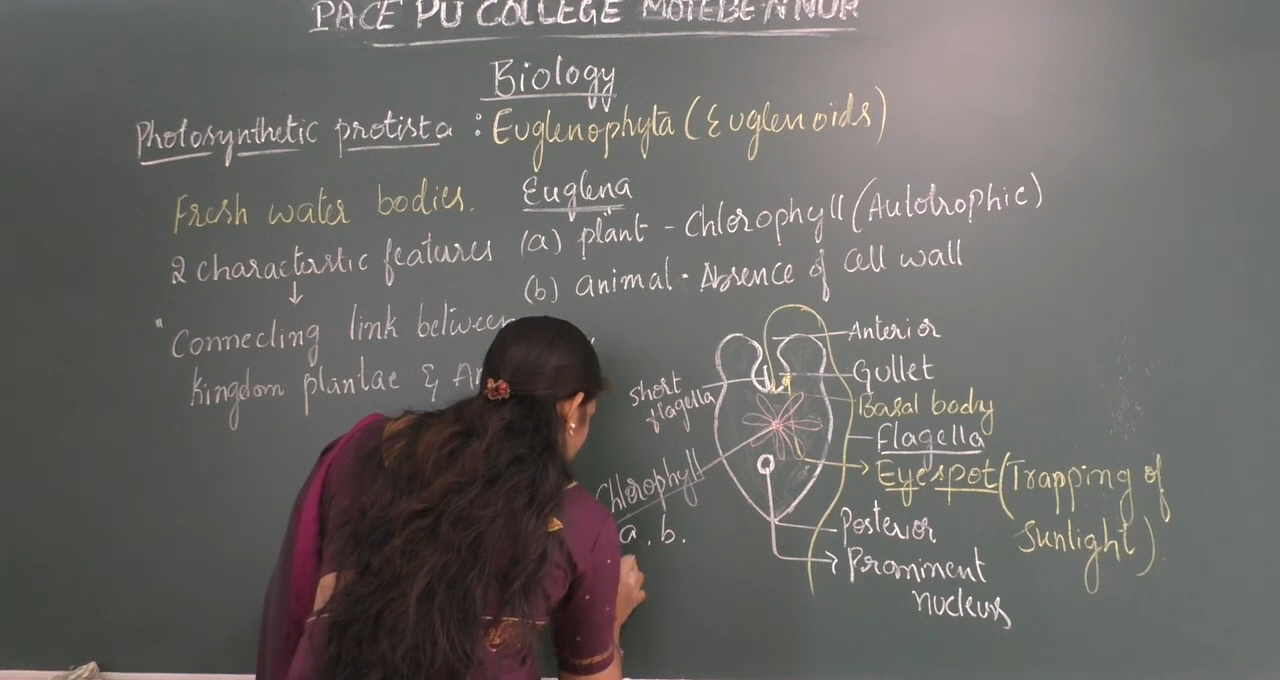 PACE PU COLLEGE MOTEBENNUR
Biology
Photosynthetic protista : Euglenophyta (Euglenoids)
Fresh water bodies.
2 charactarstic features
↓
"Connecting link between
kingdom plantae &
Euglena
(a) plant - Chlorophyll (Autotrophic)
(b) animal - Absence of cell wall
Anterior
Gullet
Basal body
flagella
Eyespot (Trapping of
Sunlight).
Posterior
Prominent
nucleus
short
flagella
Chlorophyll
a, b.